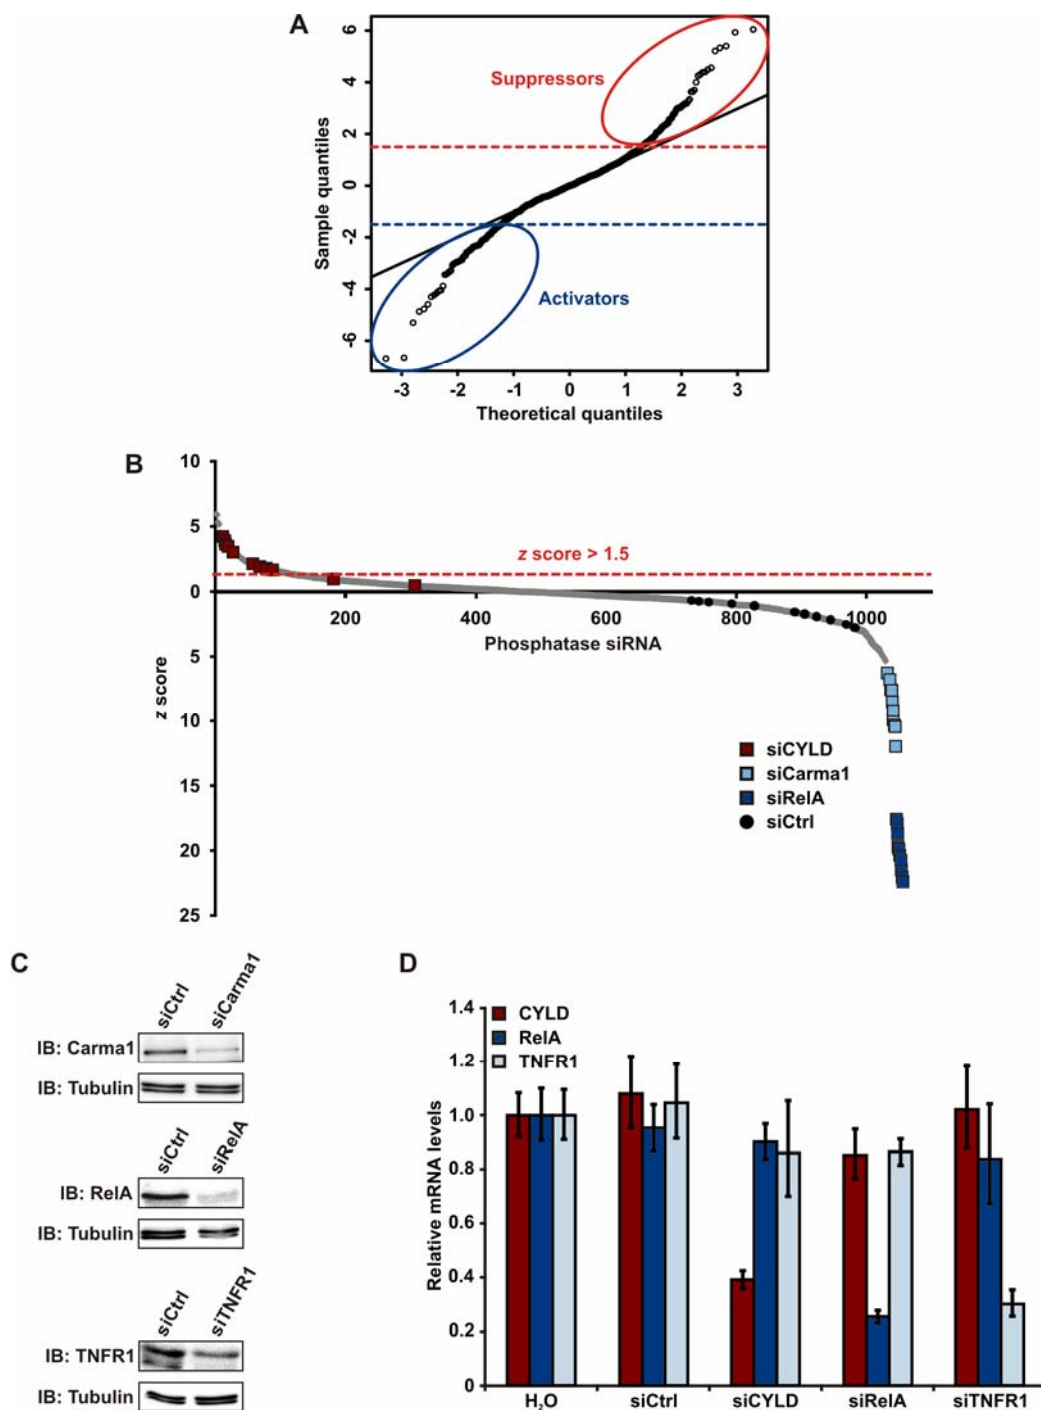 A
6
4
2
0
-2
-4
-6
Sample quantiles
Suppressors
Activators
-3 -2 -1 0 1 2 3
Theoretical quantiles
B
10
5
0
5
10
15
20
25
z score
z score > 1.5
200 400 600 800 1000
Phosphatase siRNA
siCYLD
siCarma1
siRelA
siCtrl
C
siCtrl siCarma1
IB: Carma1
IB: Tubulin
siCtrl siRelA
IB: RelA
IB: Tubulin
siCtrl siTNFR1
IB: TNFR1
IB: Tubulin
D
1.4
1.2
1.0
0.8
0.6
0.4
0.2
0
Relative mRNA levels
CYLD
RelA
TNFR1
H₂O siCtrl siCYLD siRelA siTNFR1